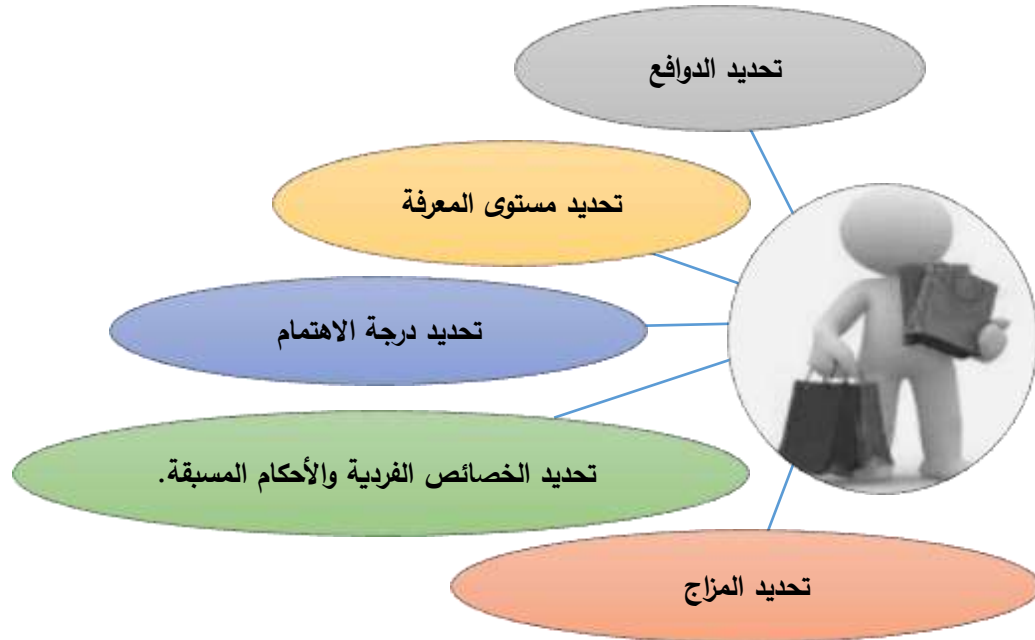 تحديد الدوافع
تحديد مستوى المعرفة
تحديد درجة الاهتمام
تحديد الخصائص الفردية والأحكام المسبقة.
تحديد المزاج